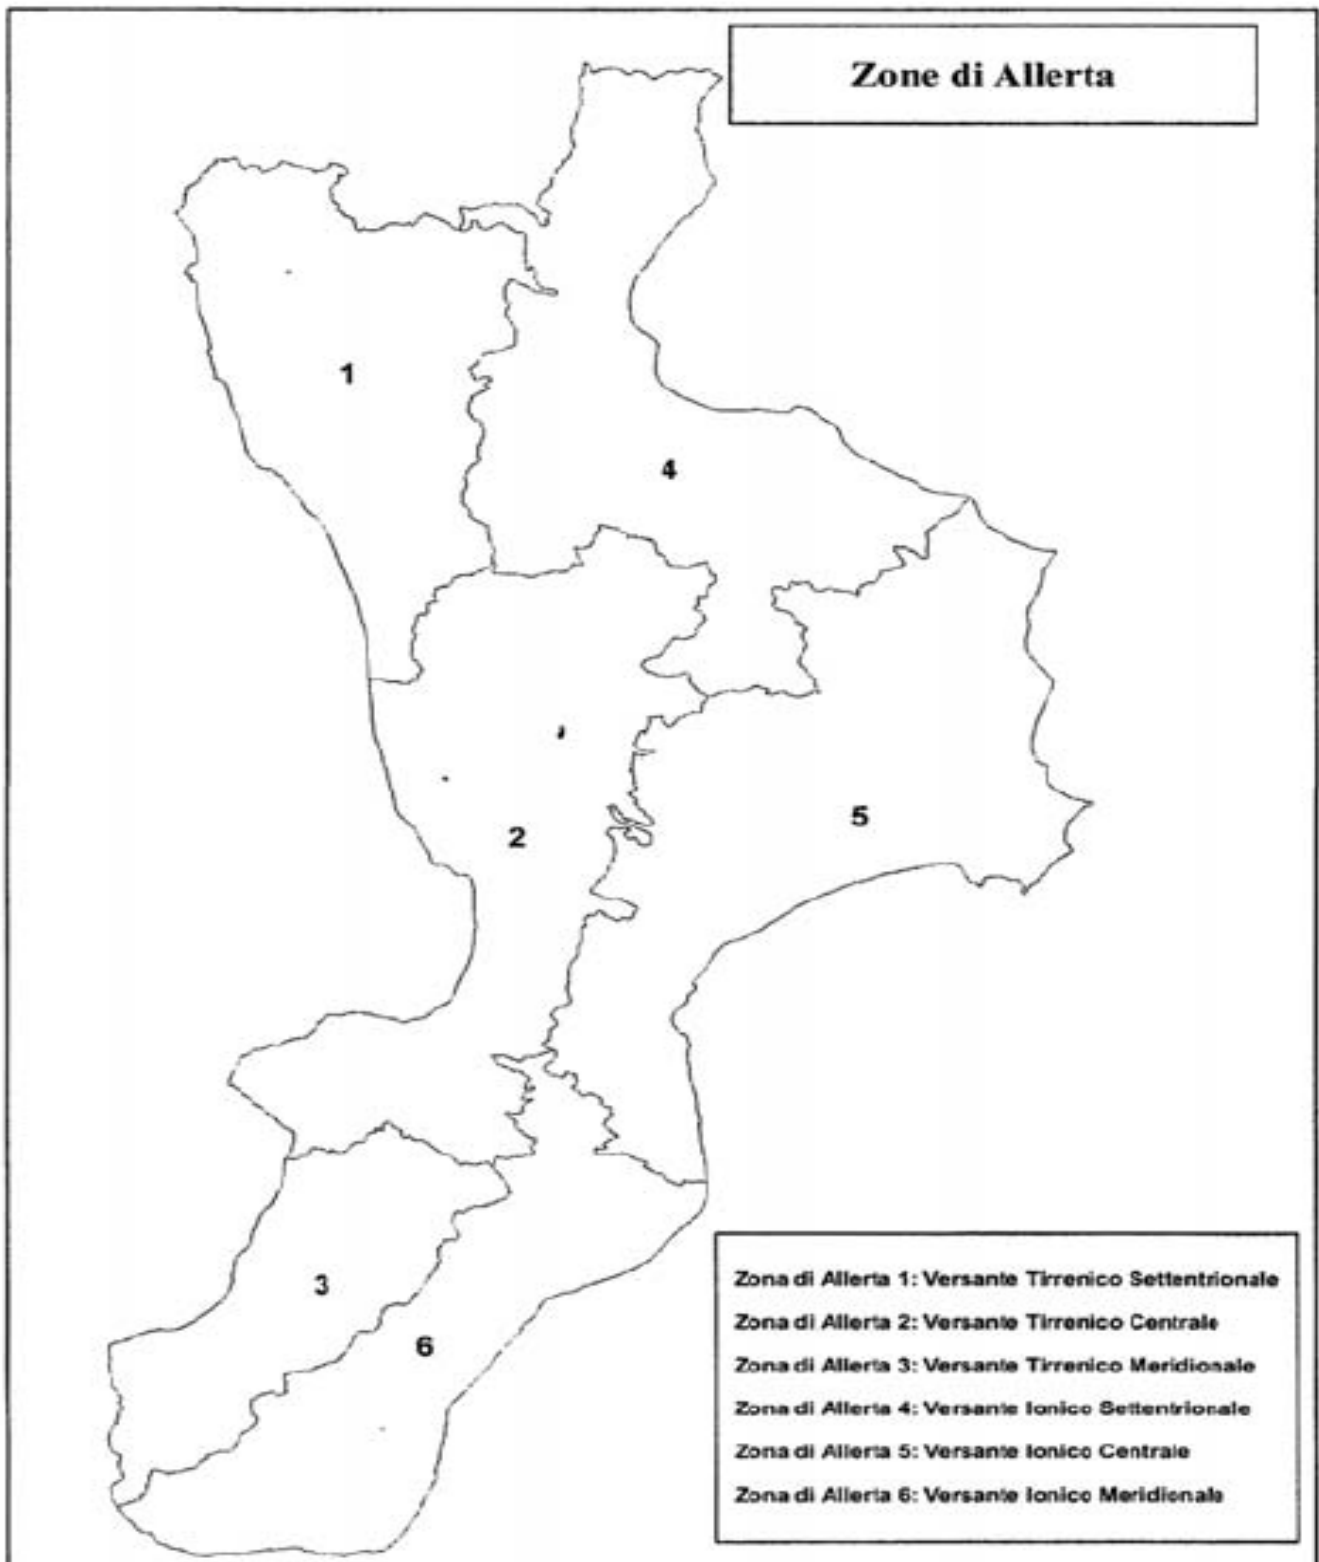 Zone di Allerta
1
4
5
2
3
6
Zona di Allerta 1: Versante Tirrenico Settentrionale
Zona di Allerta 2: Versante Tirrenico Centrale
Zona di Allerta 3: Versante Tirrenico Meridionale
Zona di Allerta 4: Versante Ionico Settentrionale
Zona di Allerta 5: Versante Ionico Centrale
Zona di Allerta 6: Versante Ionico Meridionale